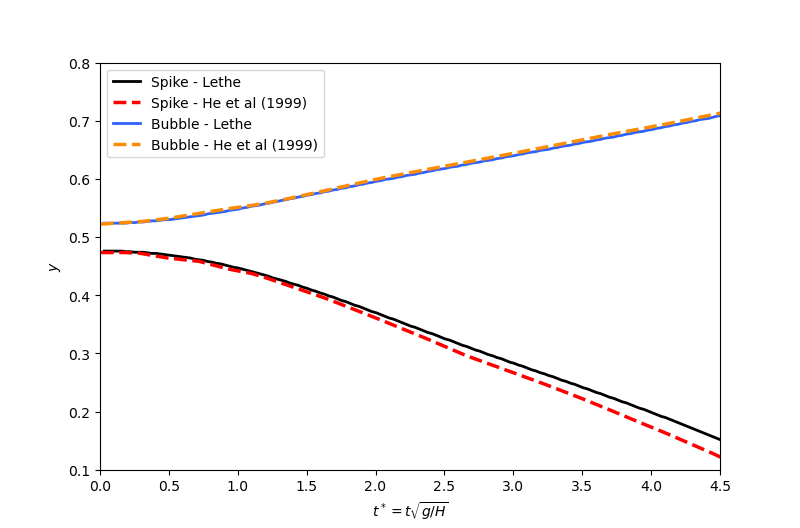 0.8
0.7
0.6
0.5
0.4
0.3
0.2
0.1
y
Spike - Lethe
Spike - He et al (1999)
Bubble - Lethe
Bubble - He et al (1999)
0.0 0.5 1.0 1.5 2.0 2.5 3.0 3.5 4.0 4.5
t* = t√g/H